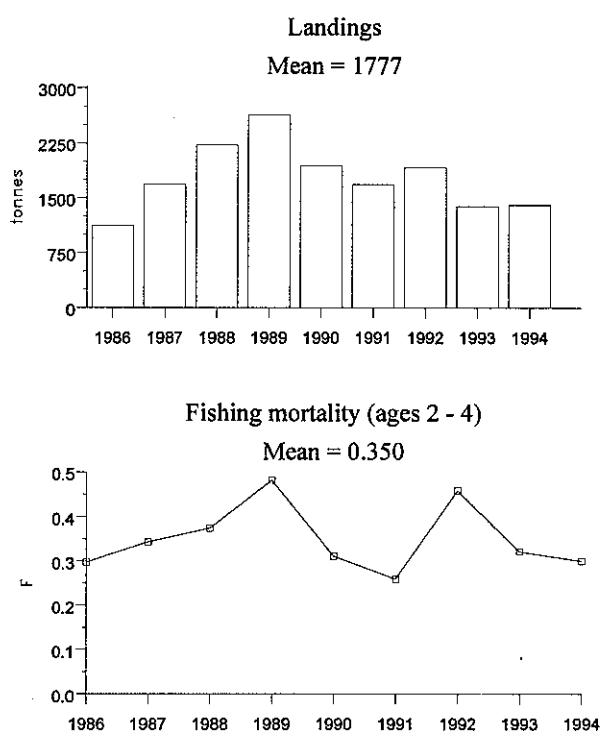 Landings
Mean = 1777
3000
2250
1500
750
0
tonnes
1986 1987 1988 1989 1990 1991 1992 1993 1994
Fishing mortality (ages 2 - 4)
Mean = 0.350
0.5
0.4
0.3
0.2
0.1
0.0
F
1986 1987 1988 1989 1990 1991 1992 1993 1994